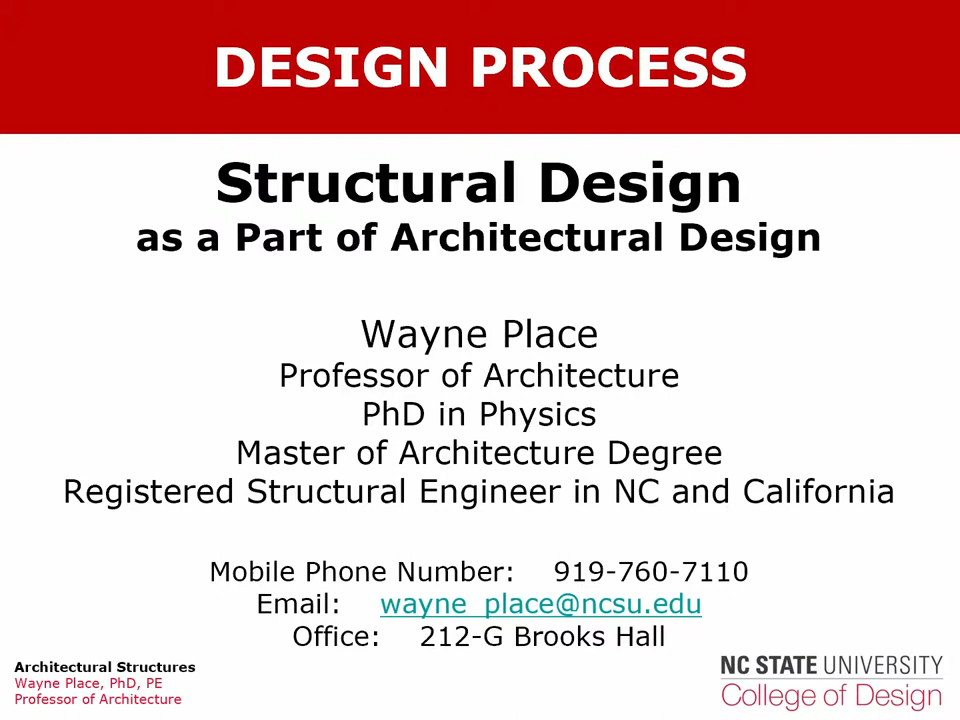 DESIGN PROCESS
Structural Design
as a Part of Architectural Design
Wayne Place
Professor of Architecture
PhD in Physics
Master of Architecture Degree
Registered Structural Engineer in NC and California
Mobile Phone Number: 919-760-7110
Email: wayne_place@ncsu.edu
Office: 212-G Brooks Hall
Architectural Structures
Wayne Place, PhD, PE
Professor of Architecture
NC STATE UNIVERSITY
College of Design